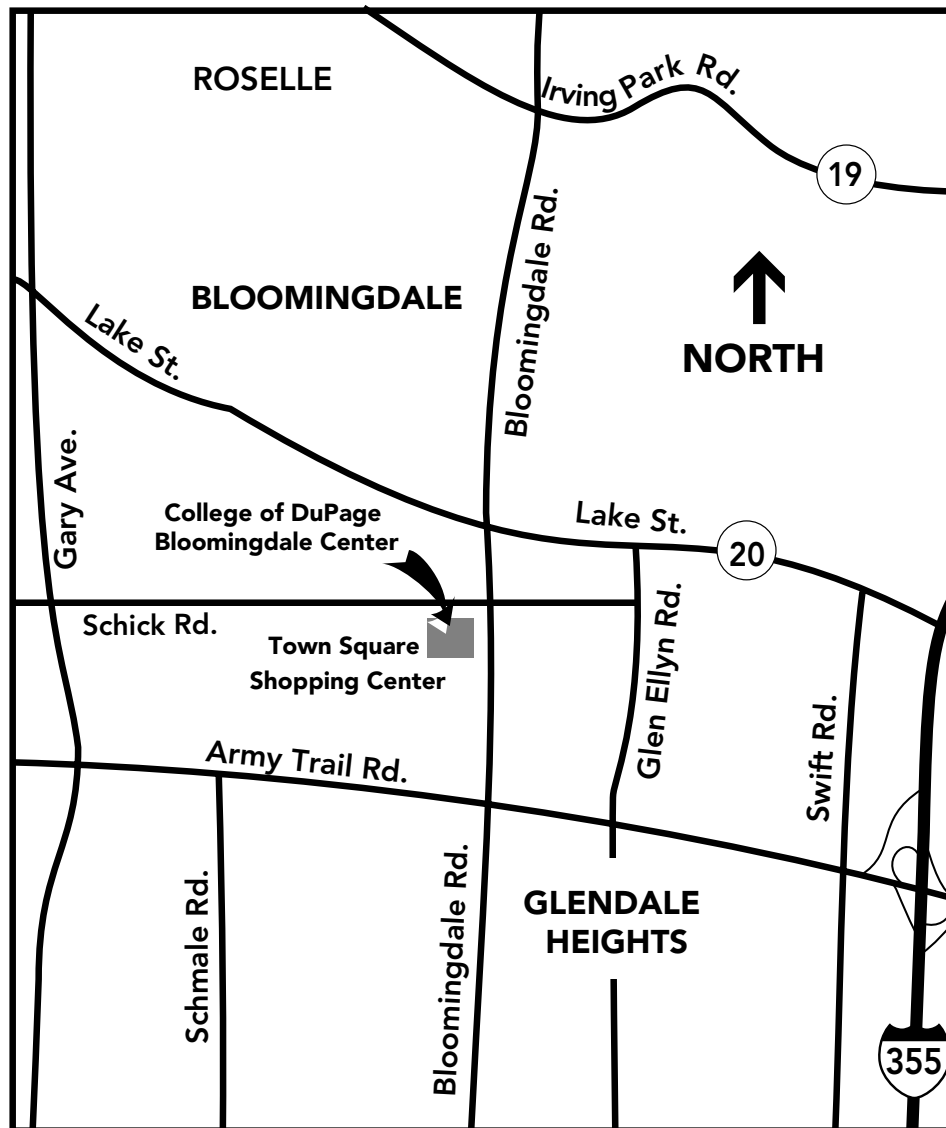 ROSELLE
Irving Park Rd.
19
Bloomingdale Rd.
BLOOMINGDALE
NORTH
Lake St.
Gary Ave.
College of DuPage
Bloomingdale Center
Lake St.
20
Schick Rd.
Town Square
Shopping Center
Glen Ellyn Rd.
Swift Rd.
Army Trail Rd.
Schmale Rd.
Bloomingdale Rd.
GLENDALE
HEIGHTS
355